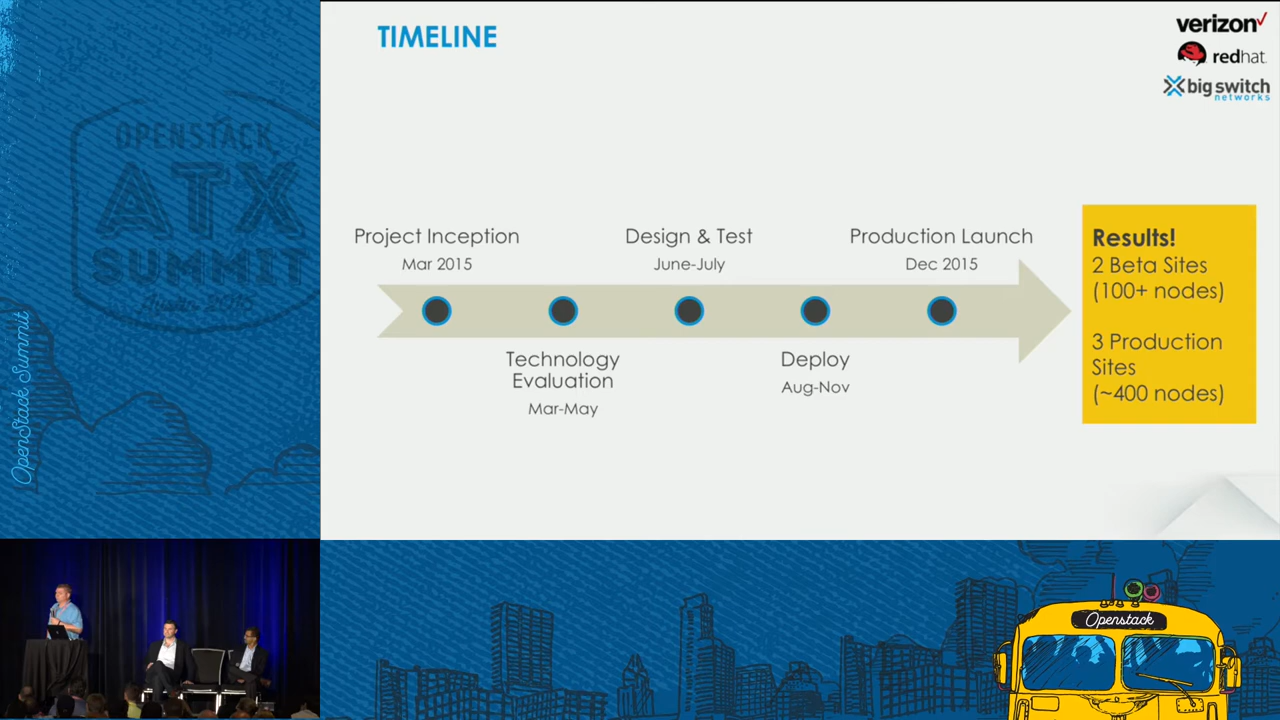 TIMELINE
verizon
redhat.
big switch
networks
Project Inception
Mar 2015
Design & Test
June-July
Production Launch
Dec 2015
Technology
Evaluation
Mar-May
Deploy
Aug-Nov
Results!
2 Beta Sites
(100+ nodes)
3 Production
Sites
(~400 nodes)
OPENSTACK
ATX
SUMMIT
Austin 2016
OpenStack Summit
Openstack